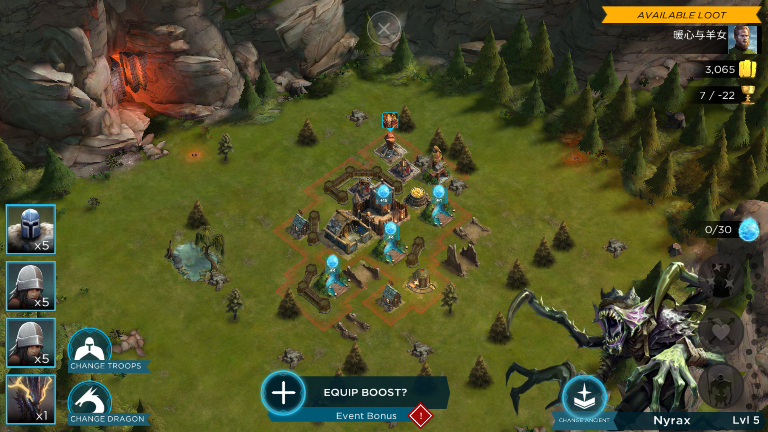 AVAILABLE LOOT
暖心与羊女
3,065
7 / -22
0/30
x5
x5
x5
x1
CHANGE TROOPS
CHANGE DRAGON
EQUIP BOOST?
Event Bonus
!
CHANGE ANCIENT
Nyrax
Lvl 5